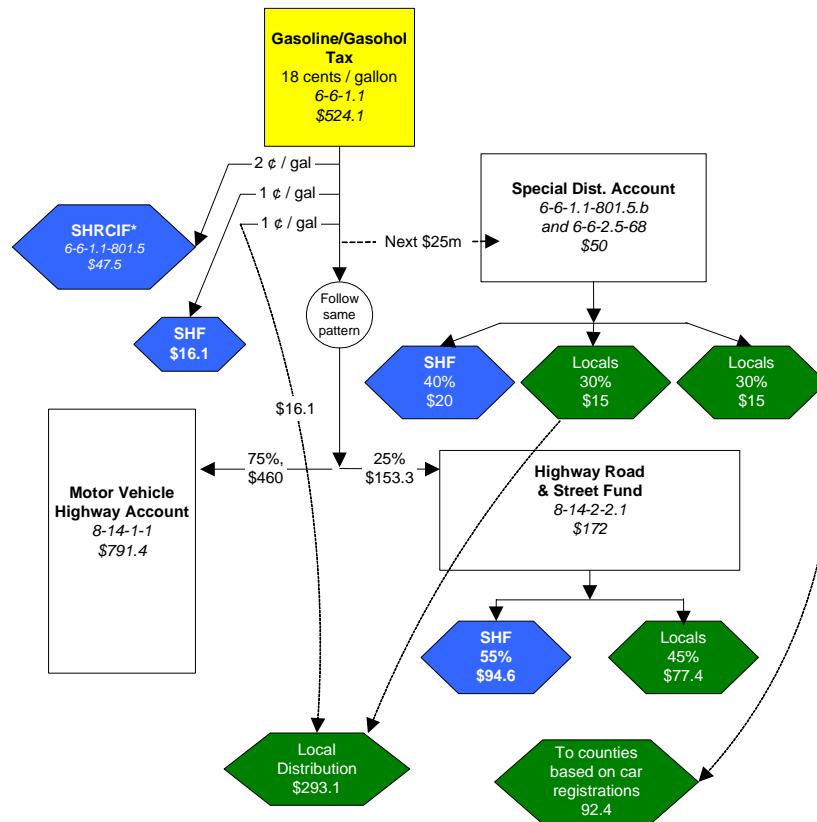 Gasoline/Gasohol
Tax
18 cents / gallon
6-6-1.1
$524.1
2 ¢ / gal
1 ¢ / gal
1 ¢ / gal
SHRCIF*
6-6-1.1-801.5
$47.5
Next $25m
Special Dist. Account
6-6-1.1-801.5.b
and 6-6-2.5-68
$50
Follow
same
pattern
SHF
$16.1
SHF
40%
$20
Locals
30%
$15
Locals
30%
$15
$16.1
75%,
$460
25%
$153.3
Motor Vehicle
Highway Account
8-14-1-1
$791.4
Highway Road
& Street Fund
8-14-2-2.1
$172
SHF
55%
$94.6
Locals
45%
$77.4
Local
Distribution
$293.1
To counties
based on car
registrations
92.4